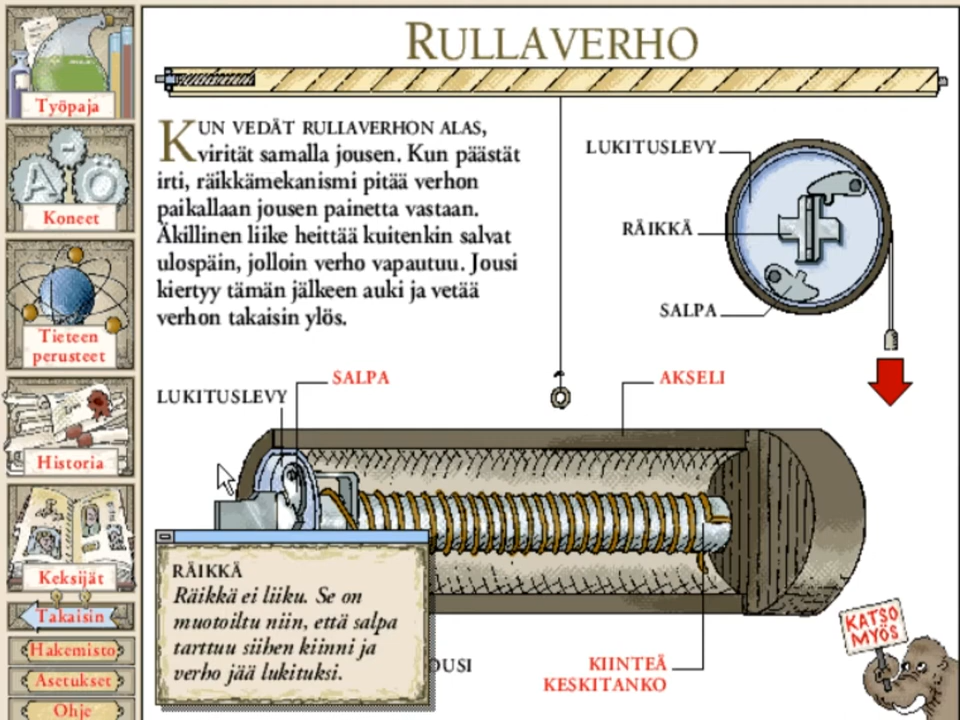 Työpaja
Koneet
Tieteen
perusteet
Historia
Keksijät
Takaisin
Hakemisto
Asetukset
Ohje
RULLAVERHO
KUN VEDÄT RULLAVERHON ALAS,
virität samalla jousen. Kun päästät
irti, räikkämekanismi pitää verhon
paikallaan jousen painetta vastaan.
Äkillinen liike heittää kuitenkin salvat
ulospäin, jolloin verho vapautuu. Jousi
kiertyy tämän jälkeen auki ja vetää
verhon takaisin ylös.
LUKITUSLEVY
RÄIKKÄ
SALPA
SALPA
AKSELI
LUKITUSLEVY
RÄIKKÄ
Räikkä ei liiku. Se on
muotoiltu niin, että salpa
tarttuu siihen kiinni ja
verho jää lukituksi.
OUSI
KIINTEÄ
KESKITANKO
KATSO
MYÖS
A
Ö